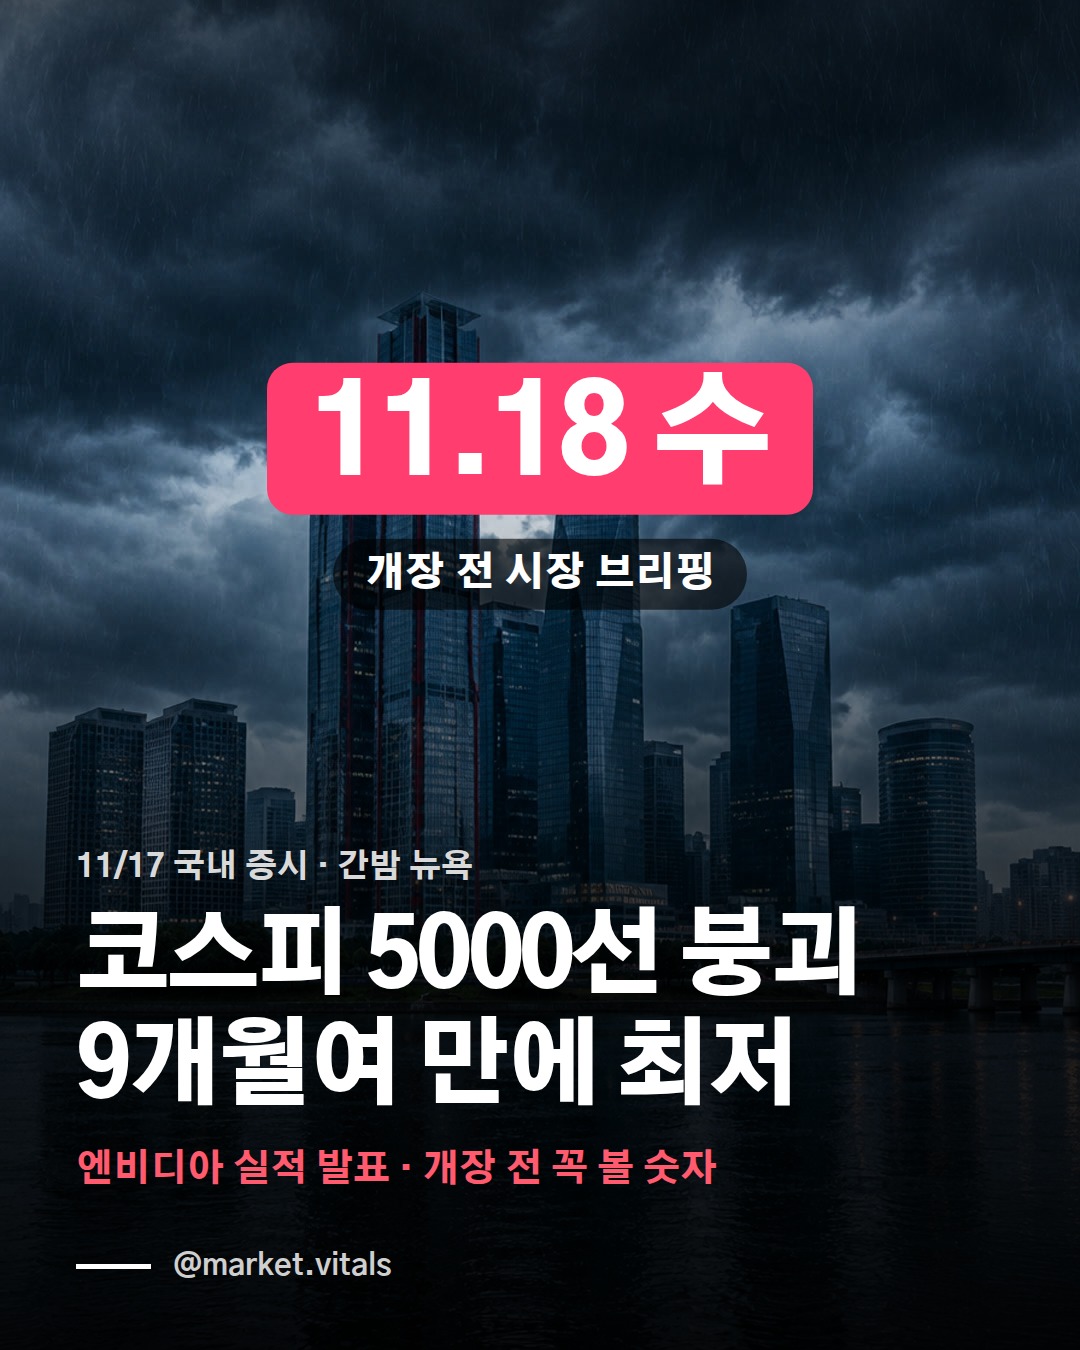 11.18 수
개장 전 시장 브리핑
11/17 국내 증시 · 간밤 뉴욕
코스피 5000선 붕괴
9개월여 만에 최저
엔비디아 실적 발표 · 개장 전 꼭 볼 숫자
@market.vitals